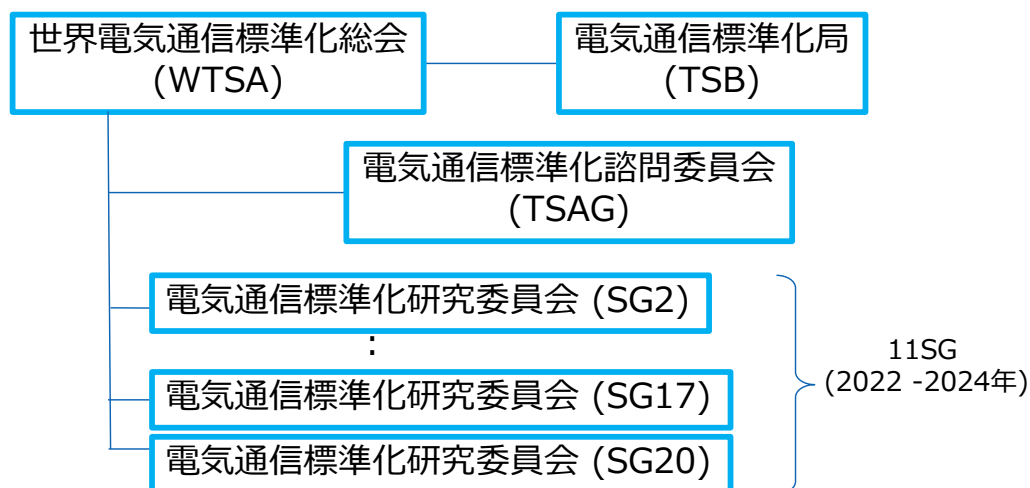 世界電気通信標準化総会
(WTSA)
電気通信標準化局
(TSB)
電気通信標準化諮問委員会
(TSAG)
電気通信標準化研究委員会 (SG2)
:
電気通信標準化研究委員会 (SG17)
電気通信標準化研究委員会 (SG20)
11SG
(2022 -2024年)